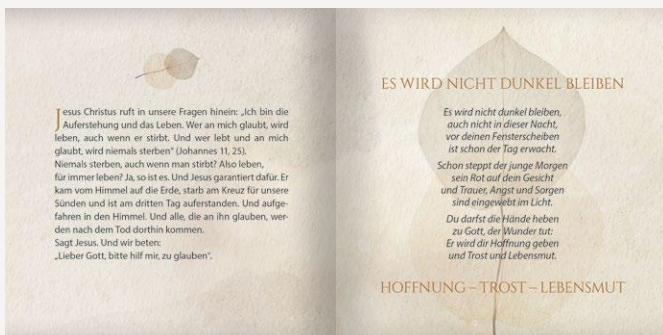 Jesus Christus ruft in unsere Fragen hinein: „Ich bin die
Auferstehung und das Leben. Wer an mich glaubt, wird
leben, auch wenn er stirbt. Und wer lebt und an mich
glaubt, wird niemals sterben“ (Johannes 11, 25).
Niemals sterben, auch wenn man stirbt? Also leben,
für immer leben? Ja, so ist es. Und Jesus garantiert dafür. Er
kam vom Himmel auf die Erde, starb am Kreuz für unsere
Sünden und ist am dritten Tag auferstanden. Und aufge-
fahren in den Himmel. Und alle, die an ihn glauben, wer-
den nach dem Tod dorthin kommen.
Sagt Jesus. Und wir beten:
„Lieber Gott, bitte hilf mir, zu glauben“.
ES WIRD NICHT DUNKEL BLEIBEN
Es wird nicht dunkel bleiben,
auch nicht in dieser Nacht,
vor deinen Fensterscheiben
ist schon der Tag erwacht.
Schon steppt der junge Morgen
sein Rot auf dein Gesicht
und Trauer, Angst und Sorgen
sind eingewebt im Licht.
Du darfst die Hände heben
zu Gott, der Wunder tut:
Er wird dir Hoffnung geben
und Trost und Lebensmut.
HOFFNUNG – TROST – LEBENSMUT